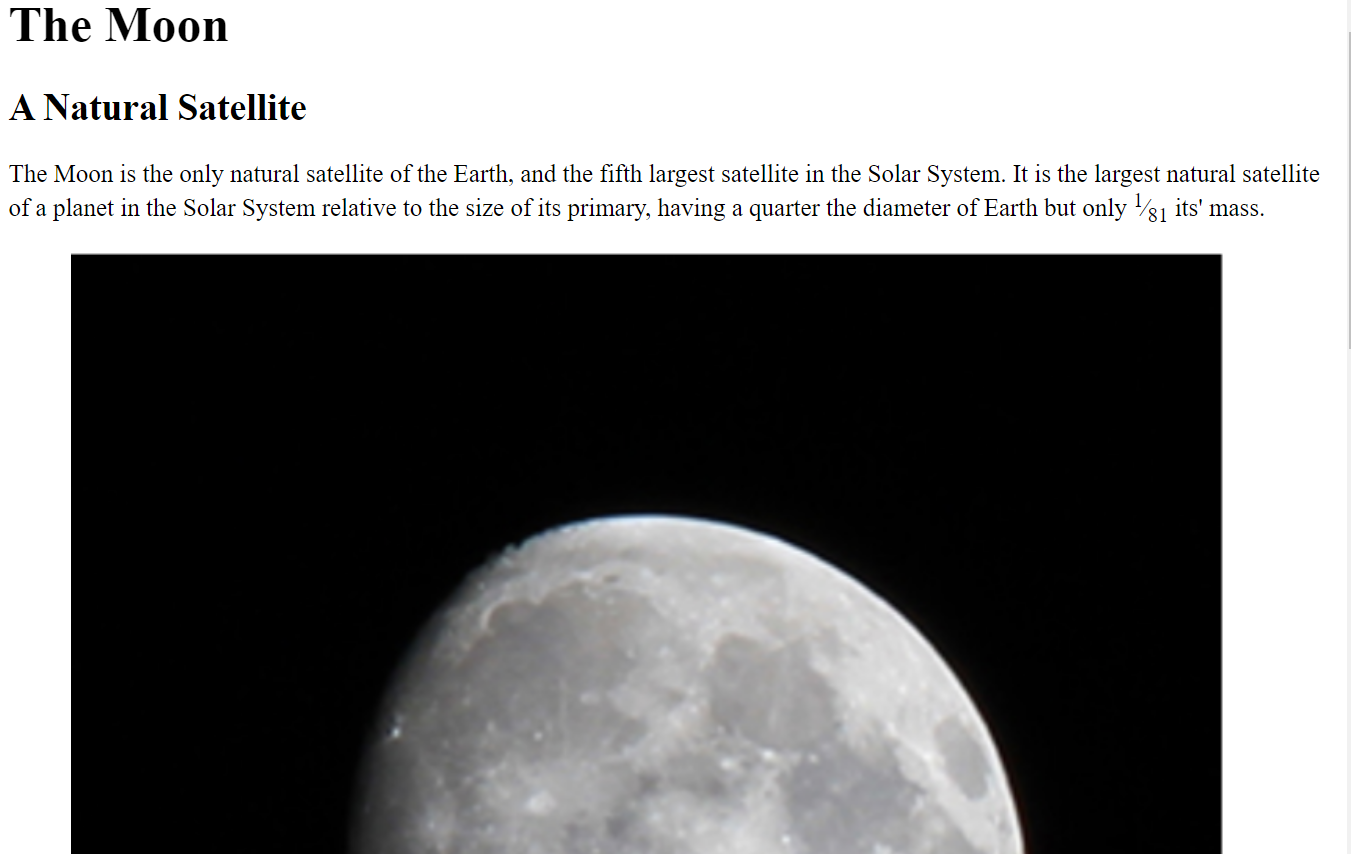 The Moon
A Natural Satellite
The Moon is the only natural satellite of the Earth, and the fifth largest satellite in the Solar System. It is the largest natural satellite
of a planet in the Solar System relative to the size of its primary, having a quarter the diameter of Earth but only 1⁄81 its' mass.